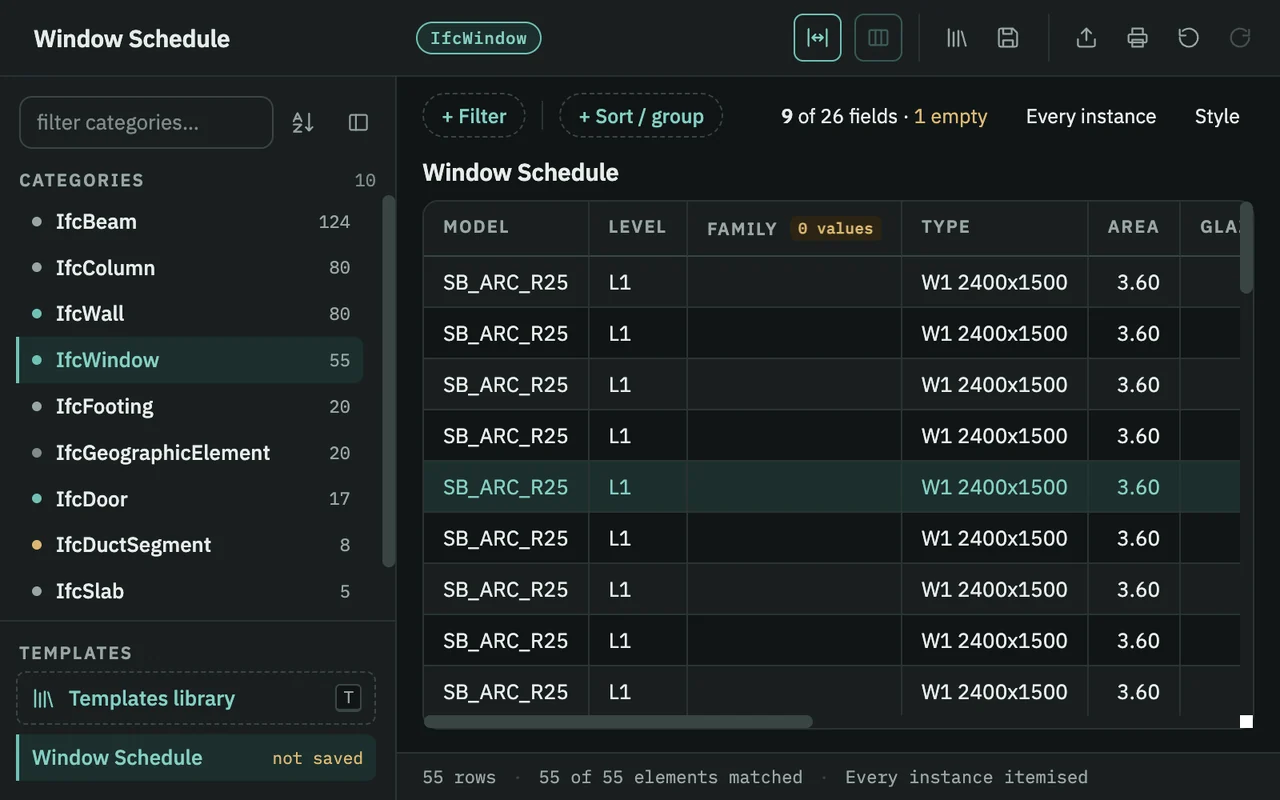 Window Schedule
IfcWindow
filter categories...
CATEGORIES 10
IfcBeam 124
IfcColumn 80
IfcWall 80
IfcWindow 55
IfcFooting 20
IfcGeographicElement 20
IfcDoor 17
IfcDuctSegment 8
IfcSlab 5
TEMPLATES
Templates library T
Window Schedule not saved
+ Filter + Sort / group 9 of 26 fields · 1 empty Every instance Style
Window Schedule
MODEL LEVEL FAMILY 0 values TYPE AREA GLA
SB_ARC_R25 L1 W1 2400x1500 3.60
SB_ARC_R25 L1 W1 2400x1500 3.60
SB_ARC_R25 L1 W1 2400x1500 3.60
SB_ARC_R25 L1 W1 2400x1500 3.60
SB_ARC_R25 L1 W1 2400x1500 3.60
SB_ARC_R25 L1 W1 2400x1500 3.60
SB_ARC_R25 L1 W1 2400x1500 3.60
SB_ARC_R25 L1 W1 2400x1500 3.60
SB_ARC_R25 L1 W1 2400x1500 3.60
55 rows · 55 of 55 elements matched · Every instance itemised